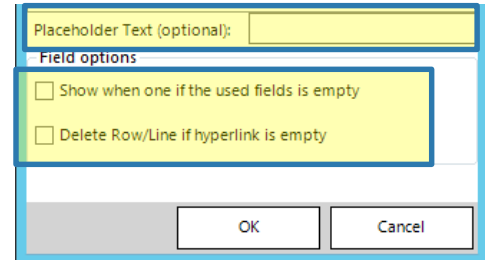 Placeholder Text (optional):
Field options
Show when one if the used fields is empty
Delete Row/Line if hyperlink is empty
OK Cancel